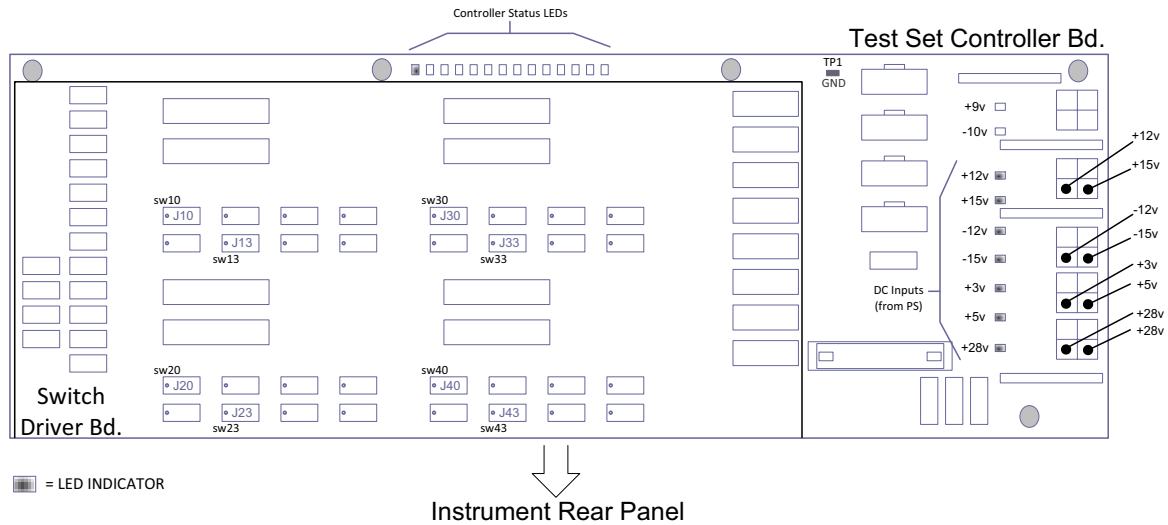 Controller Status LEDs
Test Set Controller Bd.
TP1
GND
+9v
-10v
+12v
+15v
-12v
-15v
+3v
+5v
+28v
DC Inputs
(from PS)
+12v
+15v
-12v
-15v
+3v
+5v
+28v
+28v
sw10
J10
J13
sw13
sw30
J30
J33
sw33
sw20
J20
J23
sw23
sw40
J40
J43
sw43
Switch
Driver Bd.
= LED INDICATOR
Instrument Rear Panel